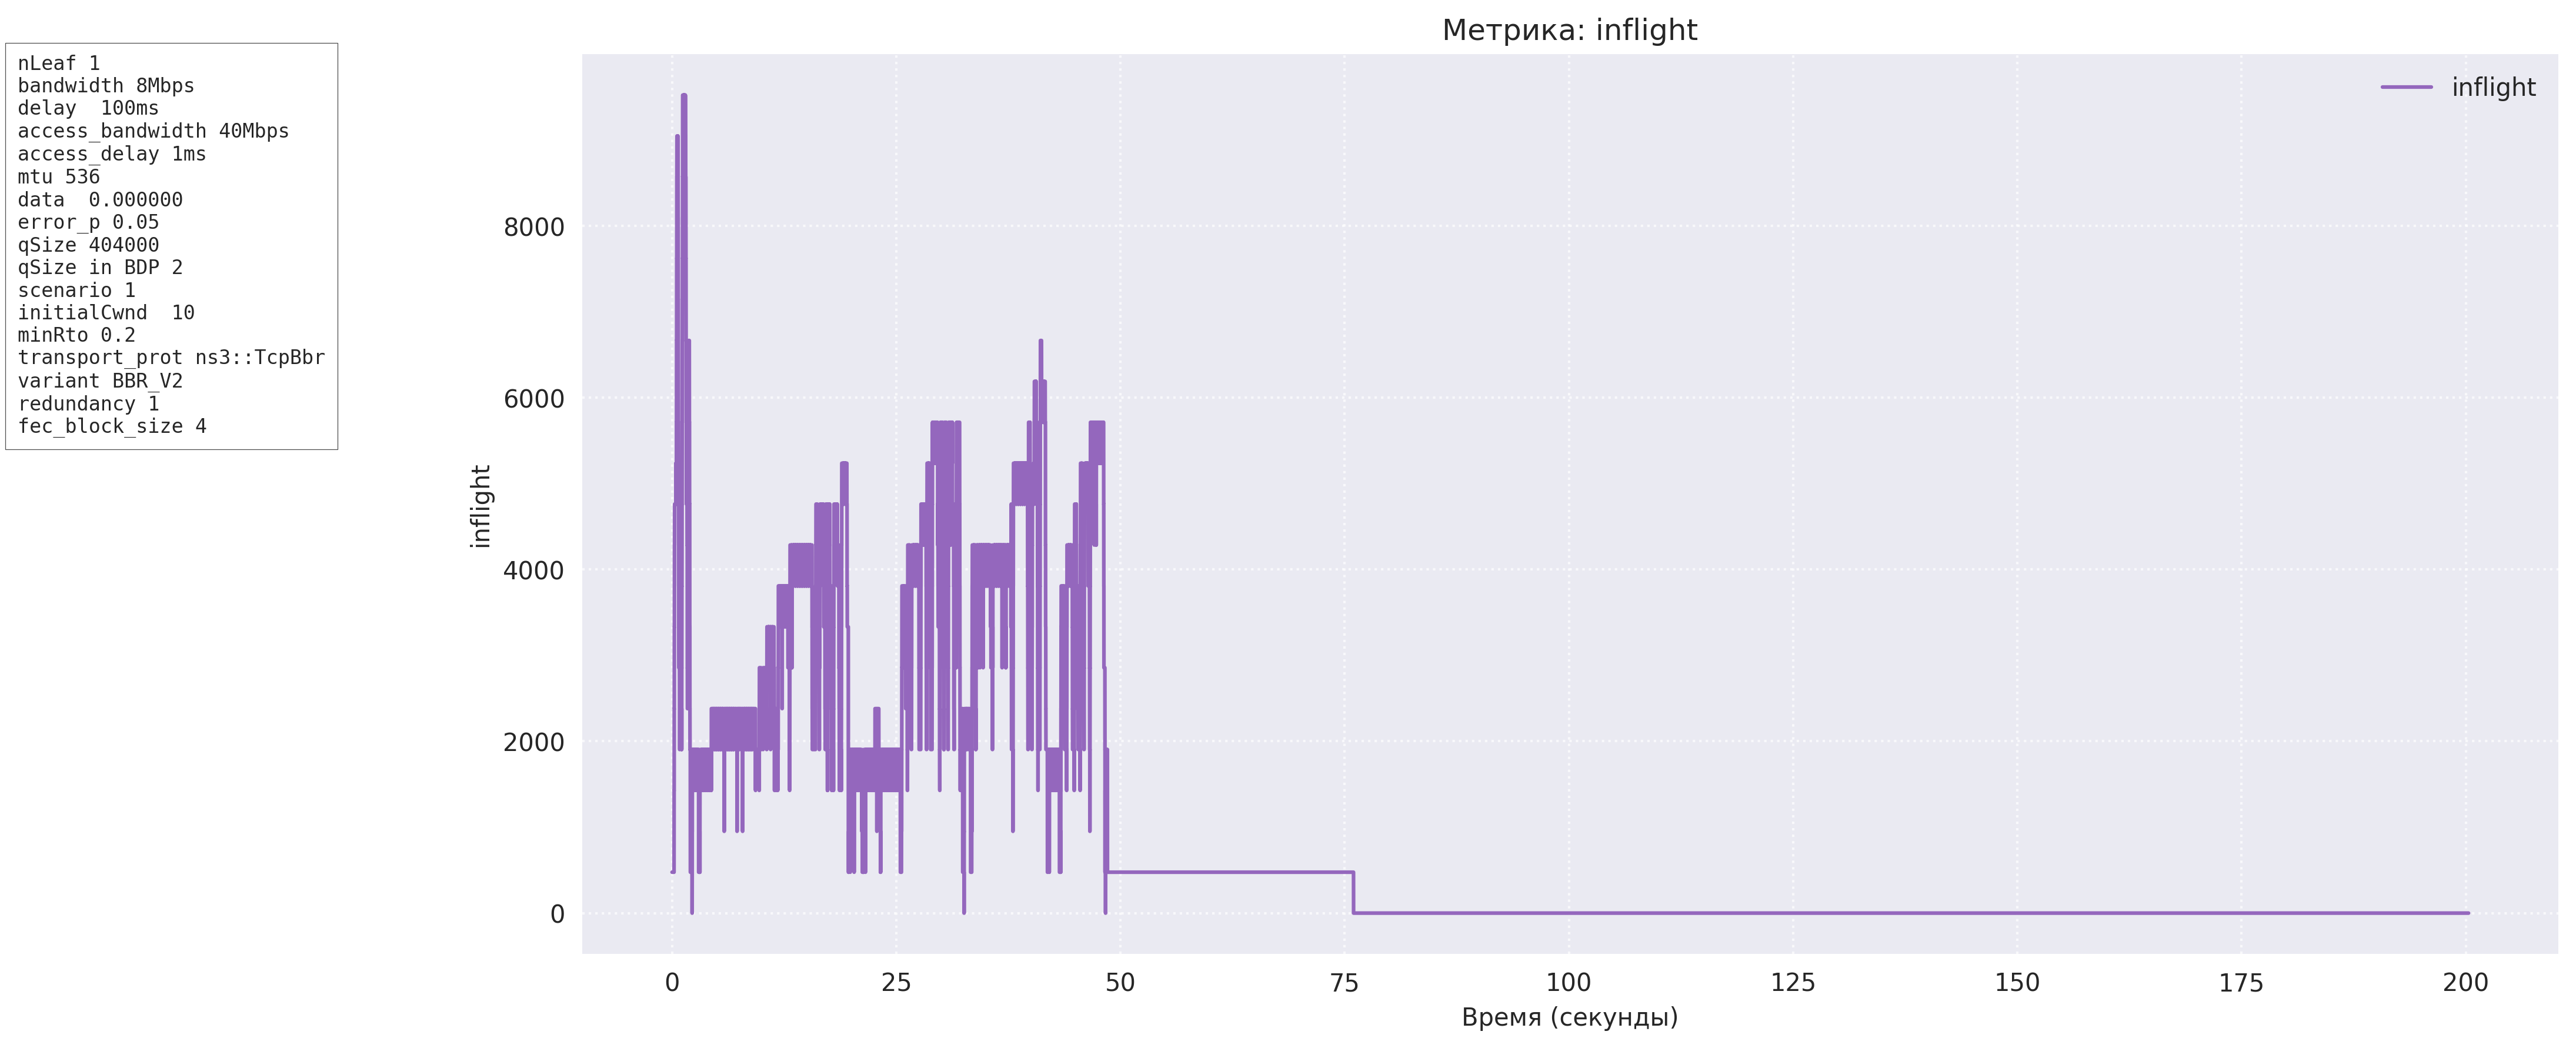 Метрика: inflight
nLeaf 1
bandwidth 8Mbps
delay  100ms
access_bandwidth 40Mbps
access_delay 1ms
mtu 536
data  0.000000
error_p 0.05
qSize 404000
qSize in BDP 2
scenario 1
initialCwnd  10
minRto 0.2
transport_prot ns3::TcpBbr
variant BBR_V2
redundancy 1
fec_block_size 4
inflight
inflight
8000
6000
4000
2000
0
0 25 50 75 100 125 150 175 200
Время (секунды)